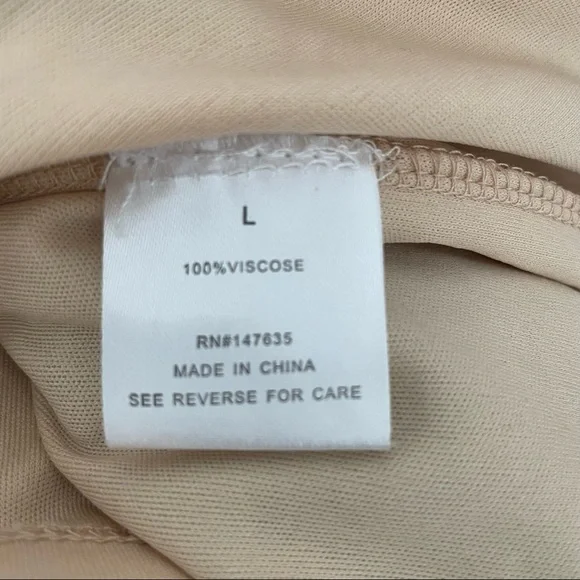 L
100%VISCOSE
RN#147635
MADE IN CHINA
SEE REVERSE FOR CARE